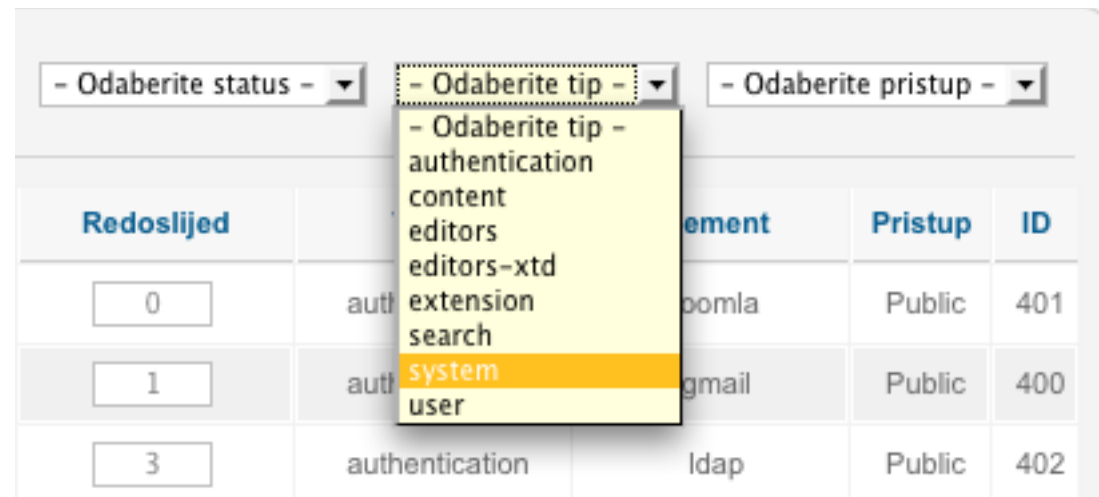 – Odaberite status – – Odaberite tip – – Odaberite pristup –
– Odaberite tip –
authentication
content
editors
editors-xtd
extension
search
system
user
Redoslijed Pristup ID
0 Public 401
1 gmail Public 400
3 authentication ldap Public 402